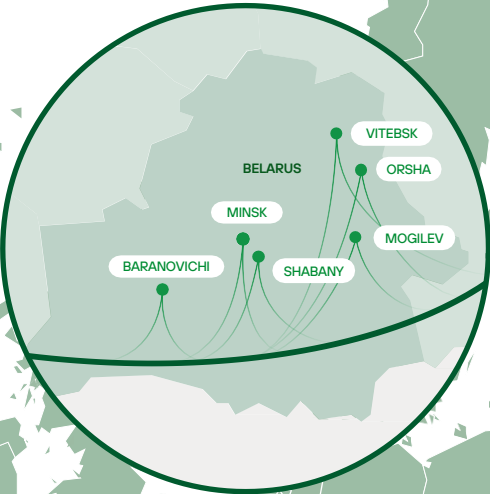 VITEBSK
BELARUS
ORSHA
MINSK
MOGILEV
BARANOVICHI
SHABANY